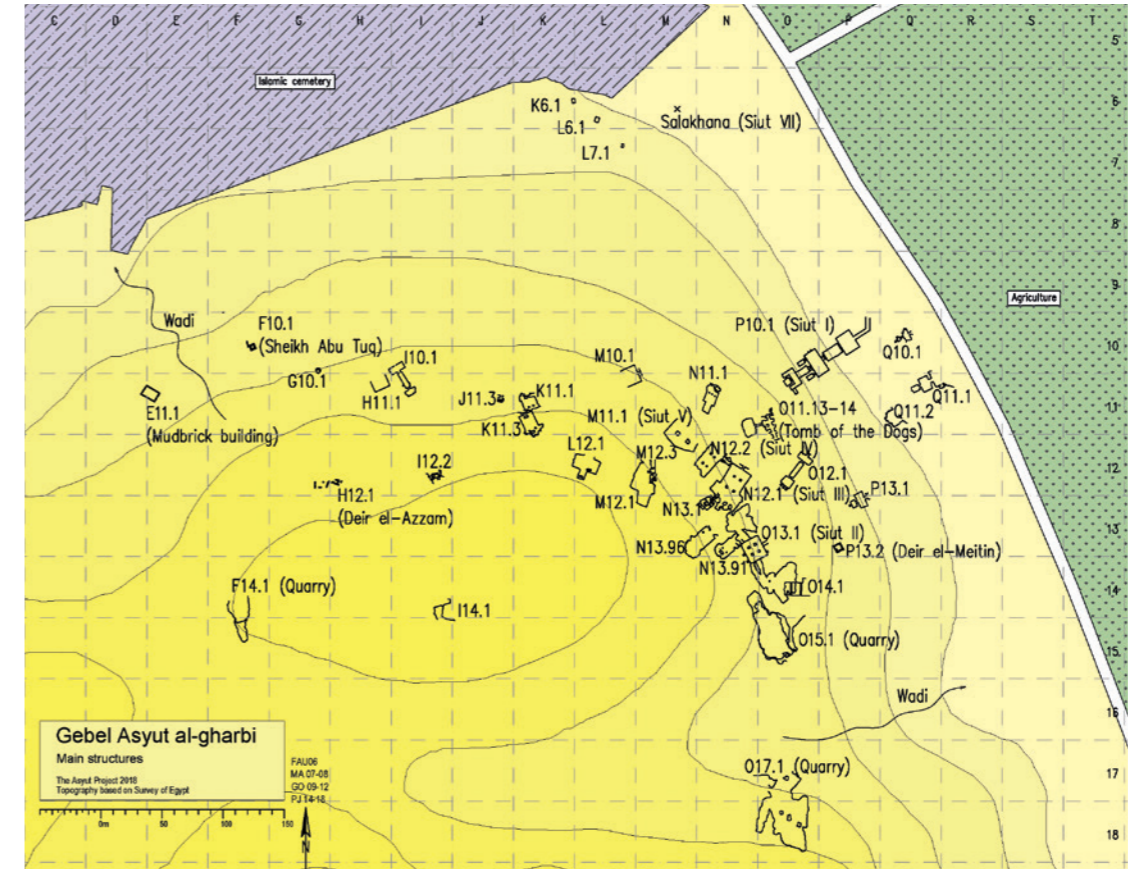 C D E F G H I J K L M N O P Q R S T
5
Islamic cemetery
K6.1
6
L6.1
Salakhana (Siut VII)
L7.1
7
8
9
Agriculture
Wadi
F10.1
(Sheikh Abu Tuq)
P10.1 (Siut I)
10
Q10.1
G10.1
I10.1
M10.1
H11.1
N11.1
J11.3
K11.1
Q11.1
E11.1
(Mudbrick building)
K11.3
M11.1 (Siut V)
O11.13-14
(Tomb of the Dogs)
Q11.2
11
L12.1
M12.3
N12.2 (Siut IV)
I12.2
O12.1
12
H12.1
(Deir el-Azzam)
M12.1
N13.1
N12.1 (Siut III)
P13.1
13
O13.1 (Siut II)
N13.96
N13.91
P13.2 (Deir el-Meitin)
F14.1 (Quarry)
O14.1
14
I14.1
O15.1 (Quarry)
15
Wadi
16
Gebel Asyut al-gharbi
Main structures
The Asyut Project 2018
Topography based on Survey of Egypt
FAU06
MA 07-08
GO 09-12
PJ 14-18
0m 50 100 150
N
O17.1 (Quarry)
17
18